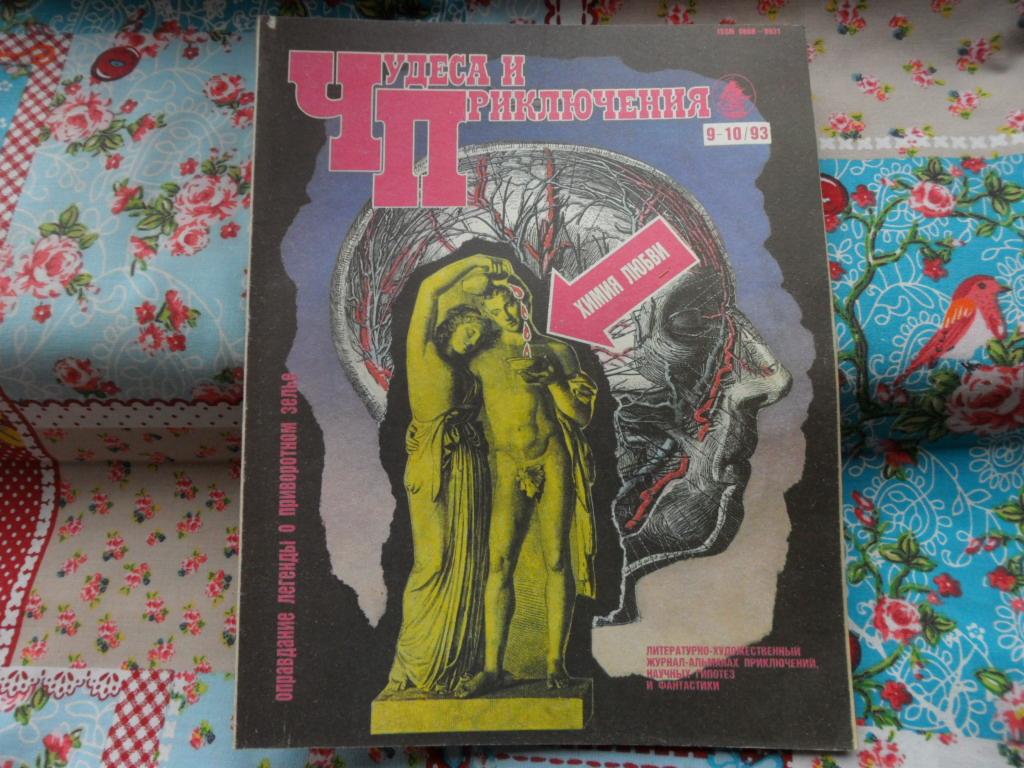 ISSN 0868-8931
ЧУДЕСА И
ПРИКЛЮЧЕНИЯ
9-10/93
ХИМИЯ ЛЮБВИ
оправдание легенды о приворотном зелье
ЛИТЕРАТУРНО-ХУДОЖЕСТВЕННЫЙ
ЖУРНАЛ-АЛЬМАНАХ ПРИКЛЮЧЕНИЙ,
НАУЧНЫХ ГИПОТЕЗ
И ФАНТАСТИКИ